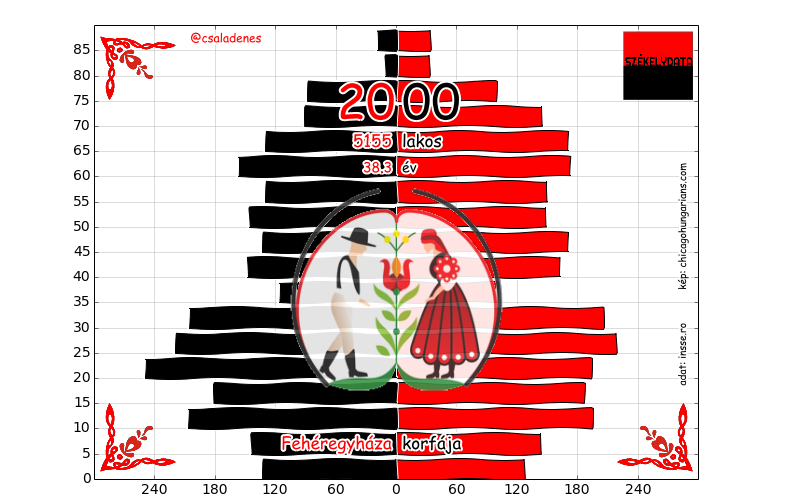 @csaladenes
SZÉKELYDATA
2000
5155 lakos
38.3 év
kép: chicagohungarians.com
adat: insse.ro
Fehéregyháza korfája
85
80
75
70
65
60
55
50
45
40
35
30
25
20
15
10
5
0
240 180 120 60 0 60 120 180 240